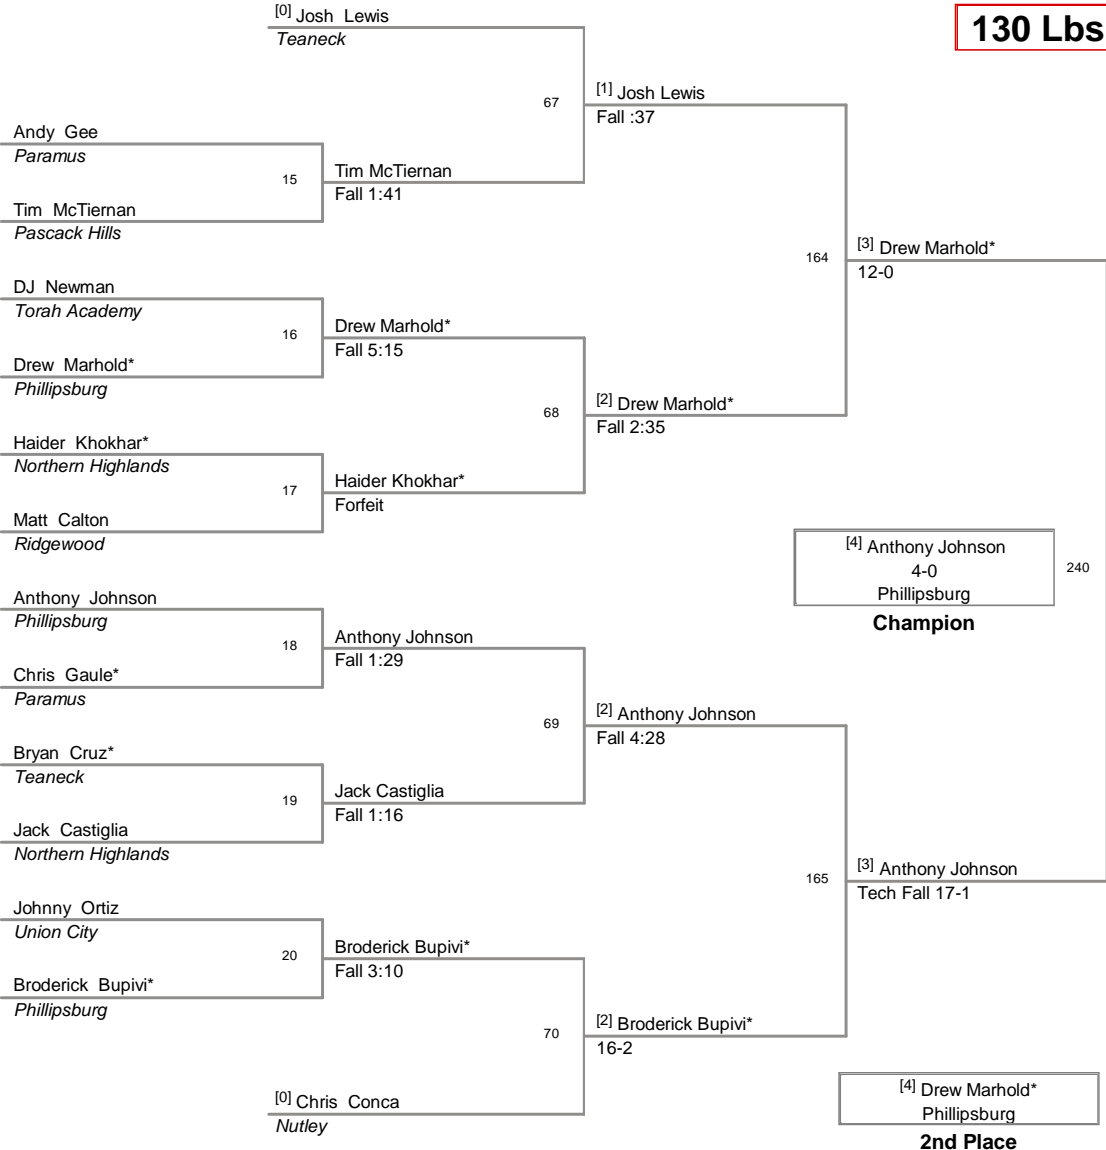 [0] Josh Lewis
Teaneck
130 Lbs
67
[1] Josh Lewis
Fall :37
Andy Gee
Paramus
15
Tim McTiernan
Fall 1:41
Tim McTiernan
Pascack Hills
164
[3] Drew Marhold*
12-0
DJ Newman
Torah Academy
16
Drew Marhold*
Fall 5:15
Drew Marhold*
Phillipsburg
68
[2] Drew Marhold*
Fall 2:35
Haider Khokhar*
Northern Highlands
17
Haider Khokhar*
Forfeit
Matt Calton
Ridgewood
[4] Anthony Johnson
4-0
Phillipsburg
240
Champion
Anthony Johnson
Phillipsburg
18
Anthony Johnson
Fall 1:29
Chris Gaule*
Paramus
69
[2] Anthony Johnson
Fall 4:28
Bryan Cruz*
Teaneck
19
Jack Castiglia
Fall 1:16
Jack Castiglia
Northern Highlands
165
[3] Anthony Johnson
Tech Fall 17-1
Johnny Ortiz
Union City
20
Broderick Bupivi*
Fall 3:10
Broderick Bupivi*
Phillipsburg
70
[2] Broderick Bupivi*
16-2
[0] Chris Conca
Nutley
[4] Drew Marhold*
Phillipsburg
2nd Place